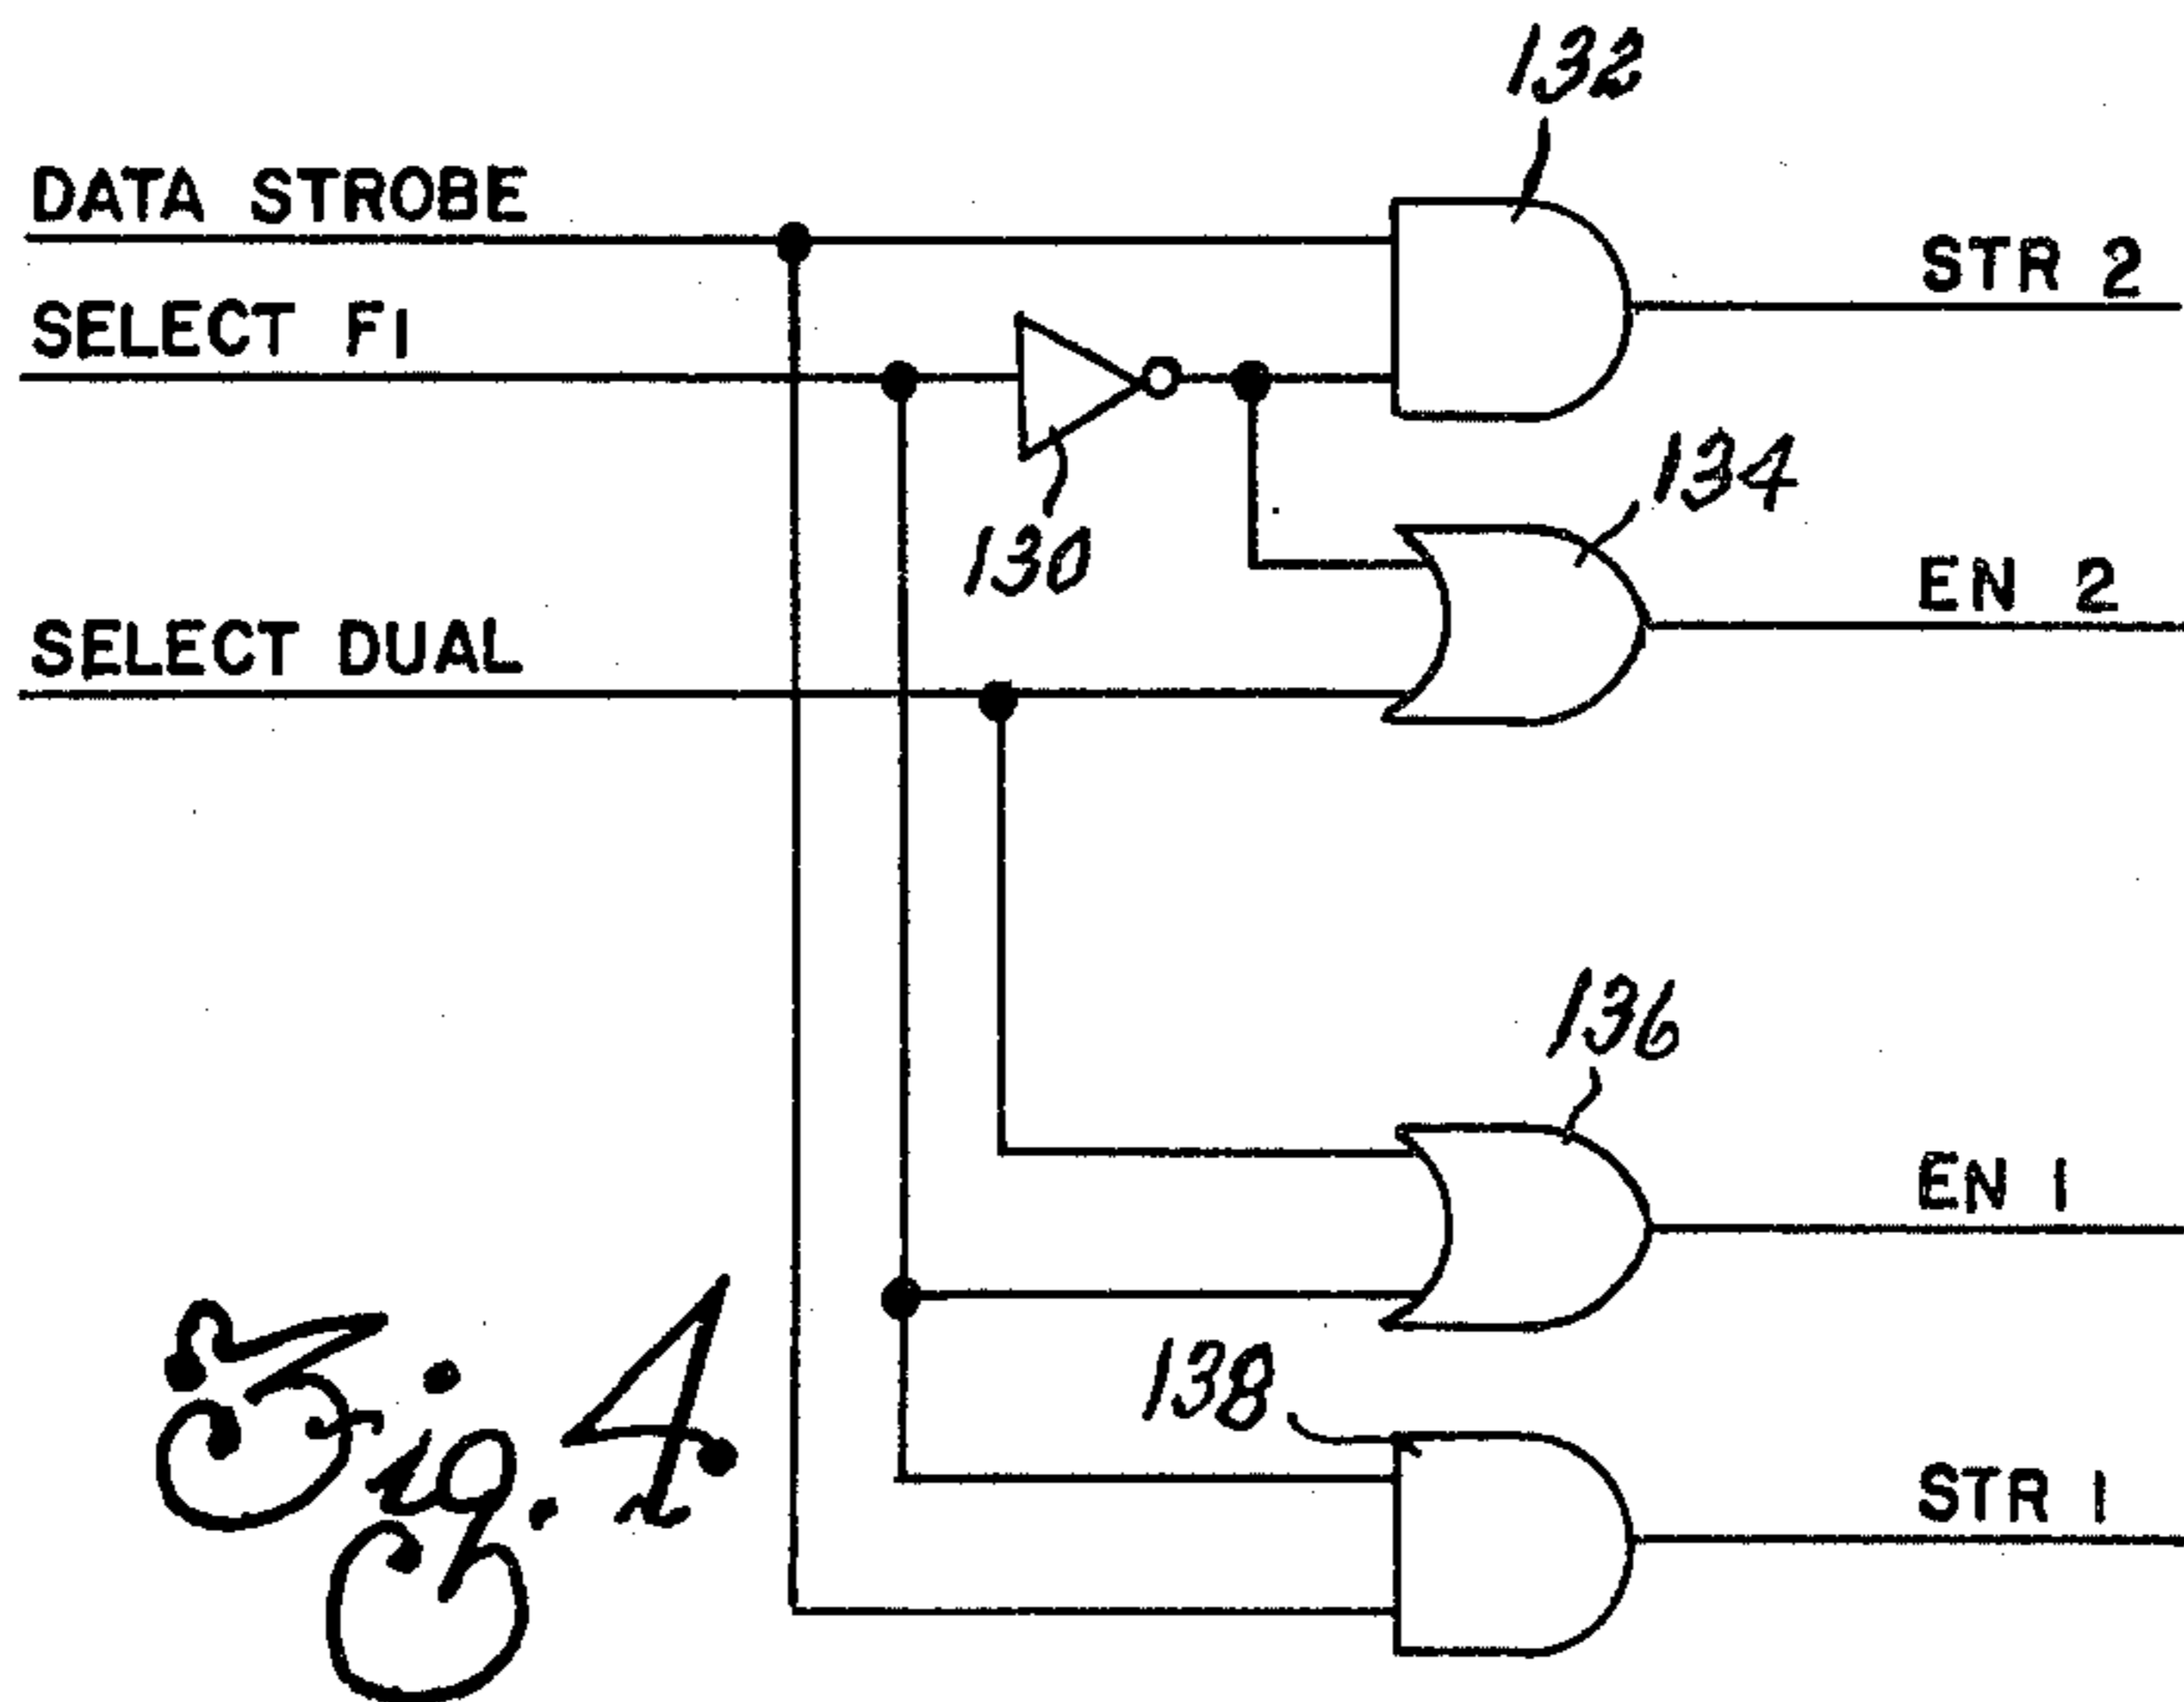 132
DATA STROBE
STR 2
SELECT F1
134
130
EN 2
SELECT DUAL
136
EN 1
138
STR 1
Fig. 4